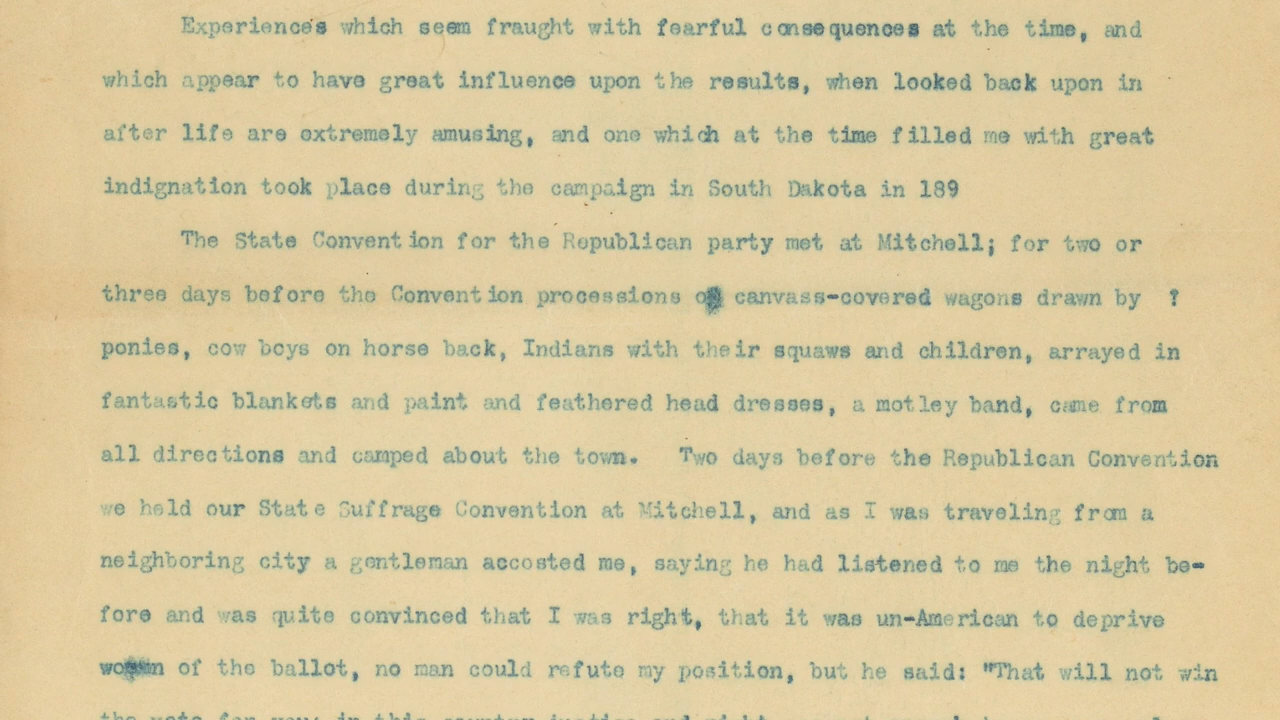 Experiences which seem fraught with fearful consequences at the time, and
which appear to have great influence upon the results, when looked back upon in
after life are extremely amusing, and one which at the time filled me with great
indignation took place during the campaign in South Dakota in 189
The State Convention for the Republican party met at Mitchell; for two or
three days before the Convention processions of canvass-covered wagons drawn by ?
ponies, cow boys on horse back, Indians with their squaws and children, arrayed in
fantastic blankets and paint and feathered head dresses, a motley band, came from
all directions and camped about the town. Two days before the Republican Convention
we held our State Suffrage Convention at Mitchell, and as I was traveling from a
neighboring city a gentleman accosted me, saying he had listened to me the night be-
fore and was quite convinced that I was right, that it was un-American to deprive
women of the ballot, no man could refute my position, but he said: "That will not win